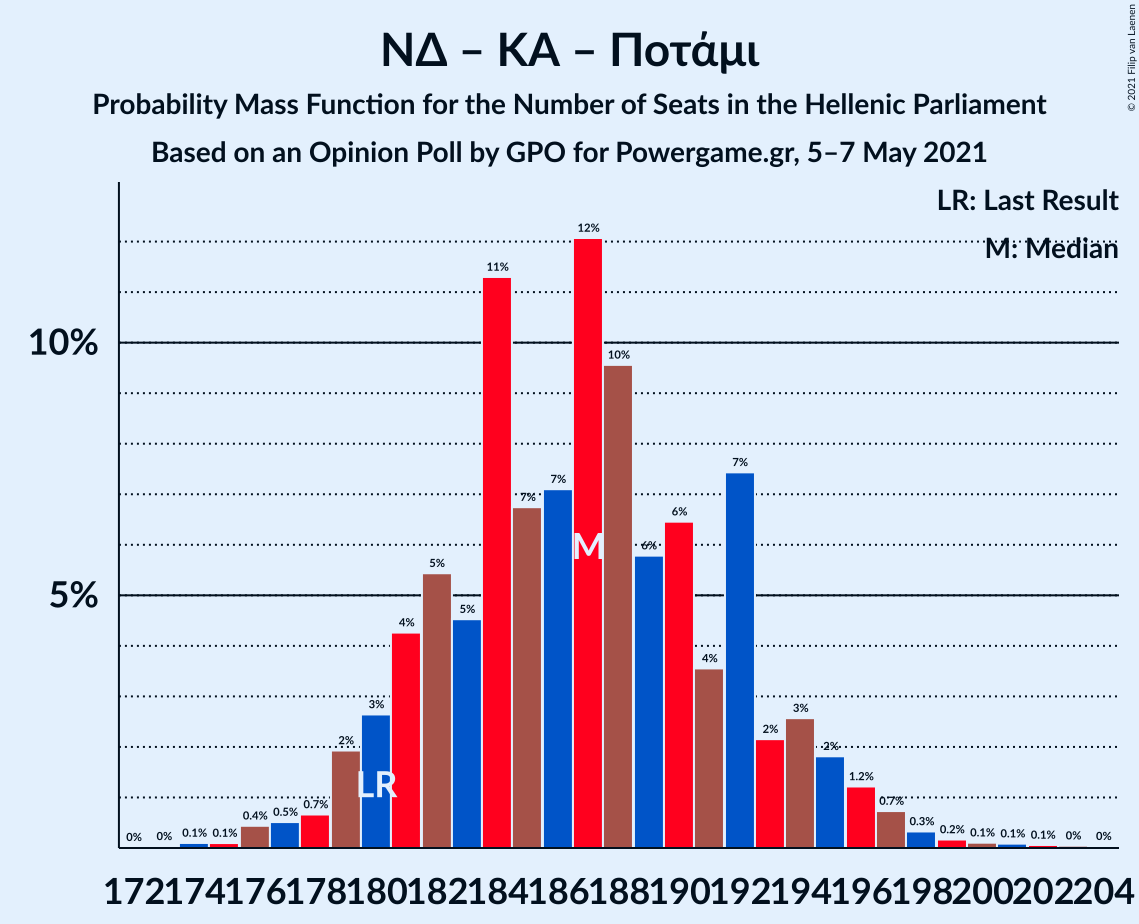 ΝΔ – ΚΑ – Ποτάμι
Probability Mass Function for the Number of Seats in the Hellenic Parliament
Based on an Opinion Poll by GPO for Powergame.gr, 5–7 May 2021
© 2021 Filip van Laenen
LR: Last Result
M: Median
10%
5%
0% 0% 0.1% 0.1% 0.4% 0.5% 0.7% 2% 3% 4% 5% 5% 11% 7% 7% 12% 10% 6% 6% 4% 7% 2% 3% 2% 1.2% 0.7% 0.3% 0.2% 0.1% 0.1% 0.1% 0% 0%
M
LR
172 174 176 178 180 182 184 186 188 190 192 194 196 198 200 202 204